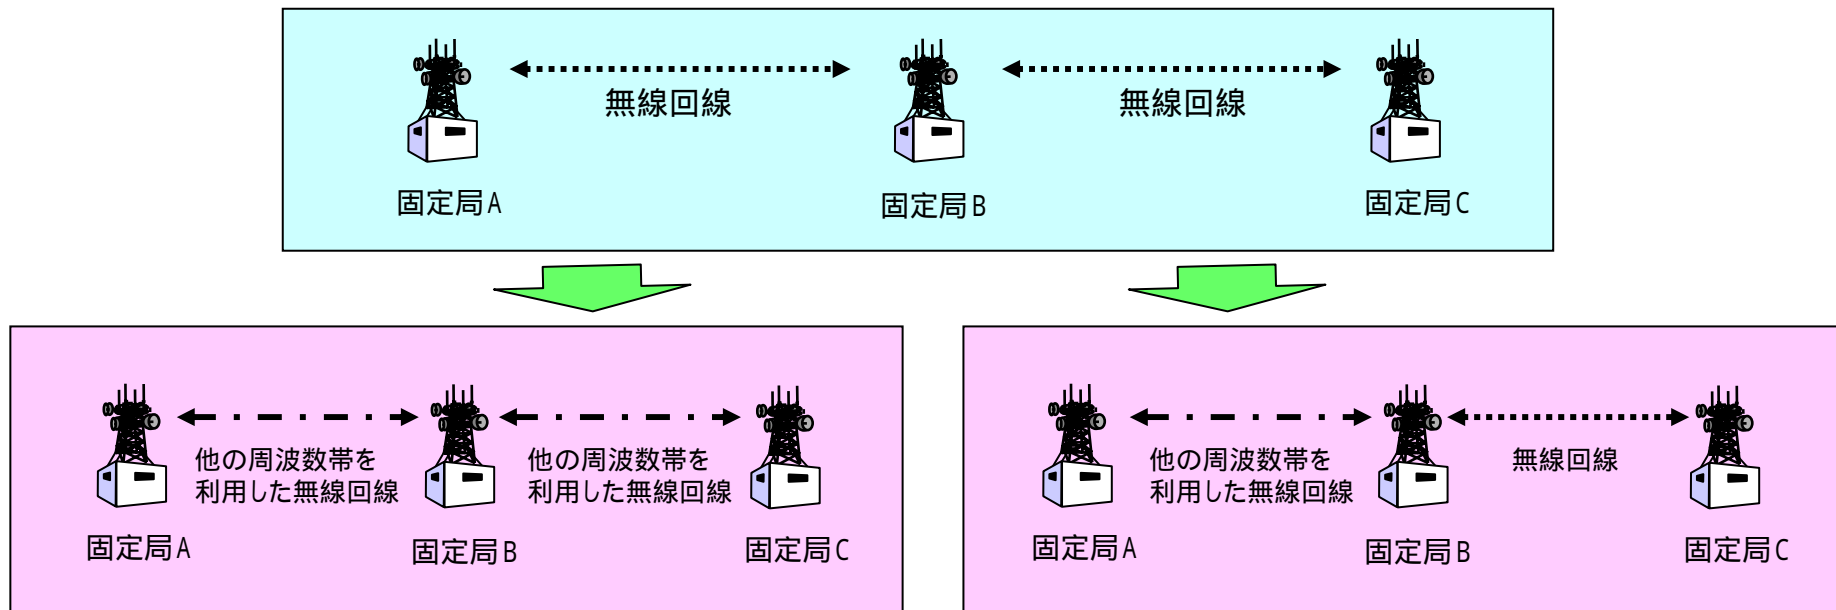 無線回線
無線回線
固定局A
固定局B
固定局C
他の周波数帯を
利用した無線回線
他の周波数帯を
利用した無線回線
固定局A
固定局B
固定局C
他の周波数帯を
利用した無線回線
無線回線
固定局A
固定局B
固定局C